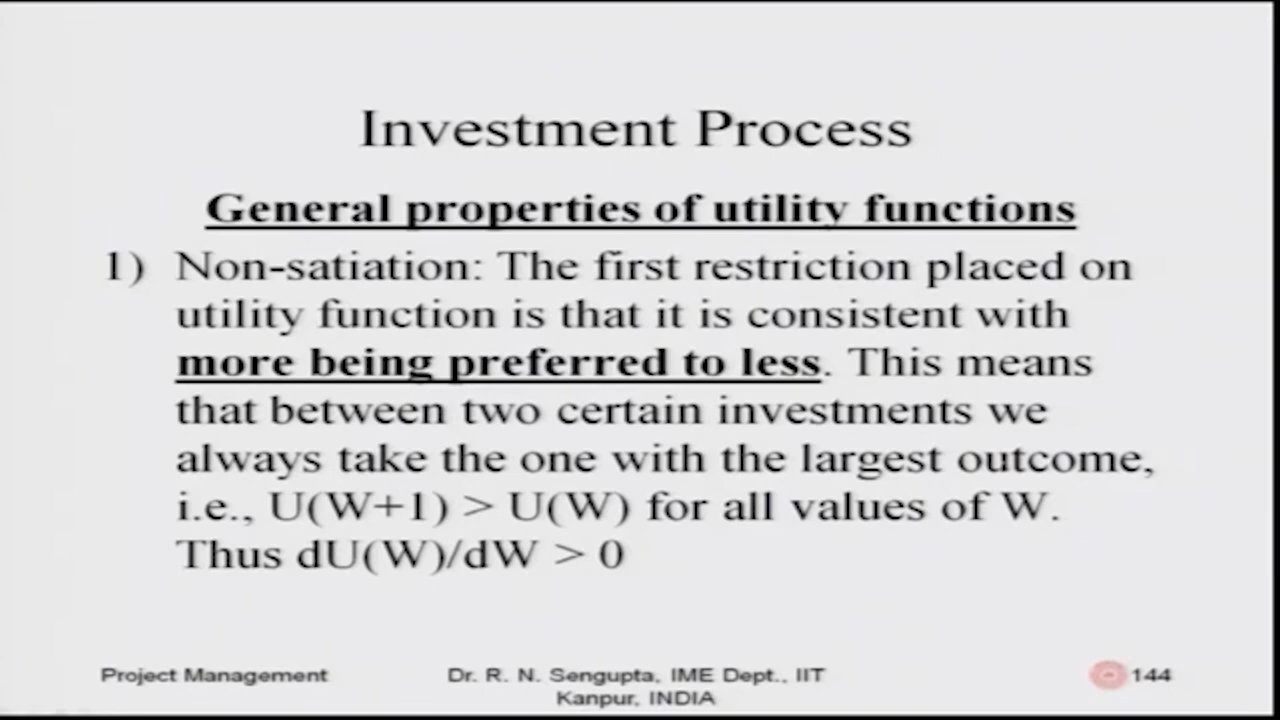 Investment Process
General properties of utility functions
1) Non-satiation: The first restriction placed on
utility function is that it is consistent with
more being preferred to less. This means
that between two certain investments we
always take the one with the largest outcome,
i.e., U(W+1) > U(W) for all values of W.
Thus dU(W)/dW > 0
Project Management
Dr. R. N. Sengupta, IME Dept., IIT
Kanpur, INDIA
144